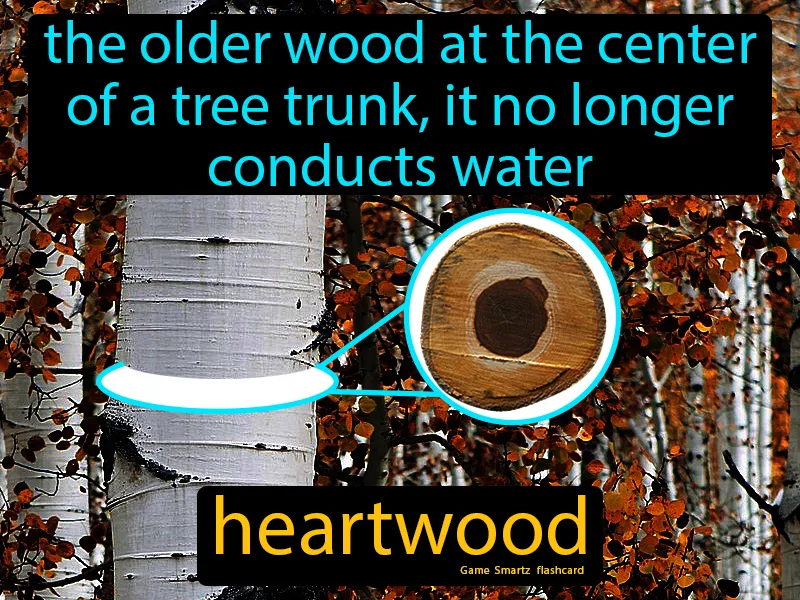 the older wood at the center
of a tree trunk, it no longer
conducts water
heartwood
Game Smartz flashcard